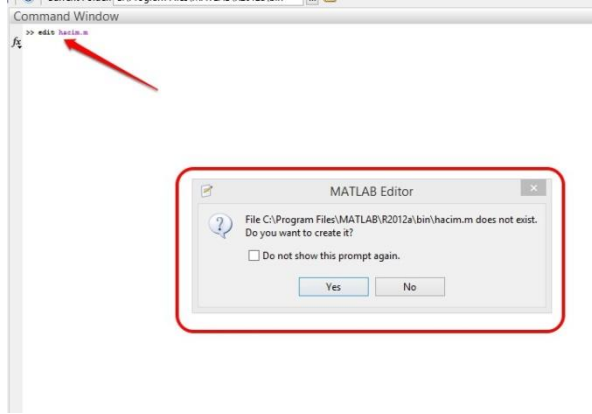 Command Window
>> edit hacim.m
fx
MATLAB Editor
File C:\Program Files\MATLAB\R2012a\bin\hacim.m does not exist.
Do you want to create it?
Do not show this prompt again.
Yes
No